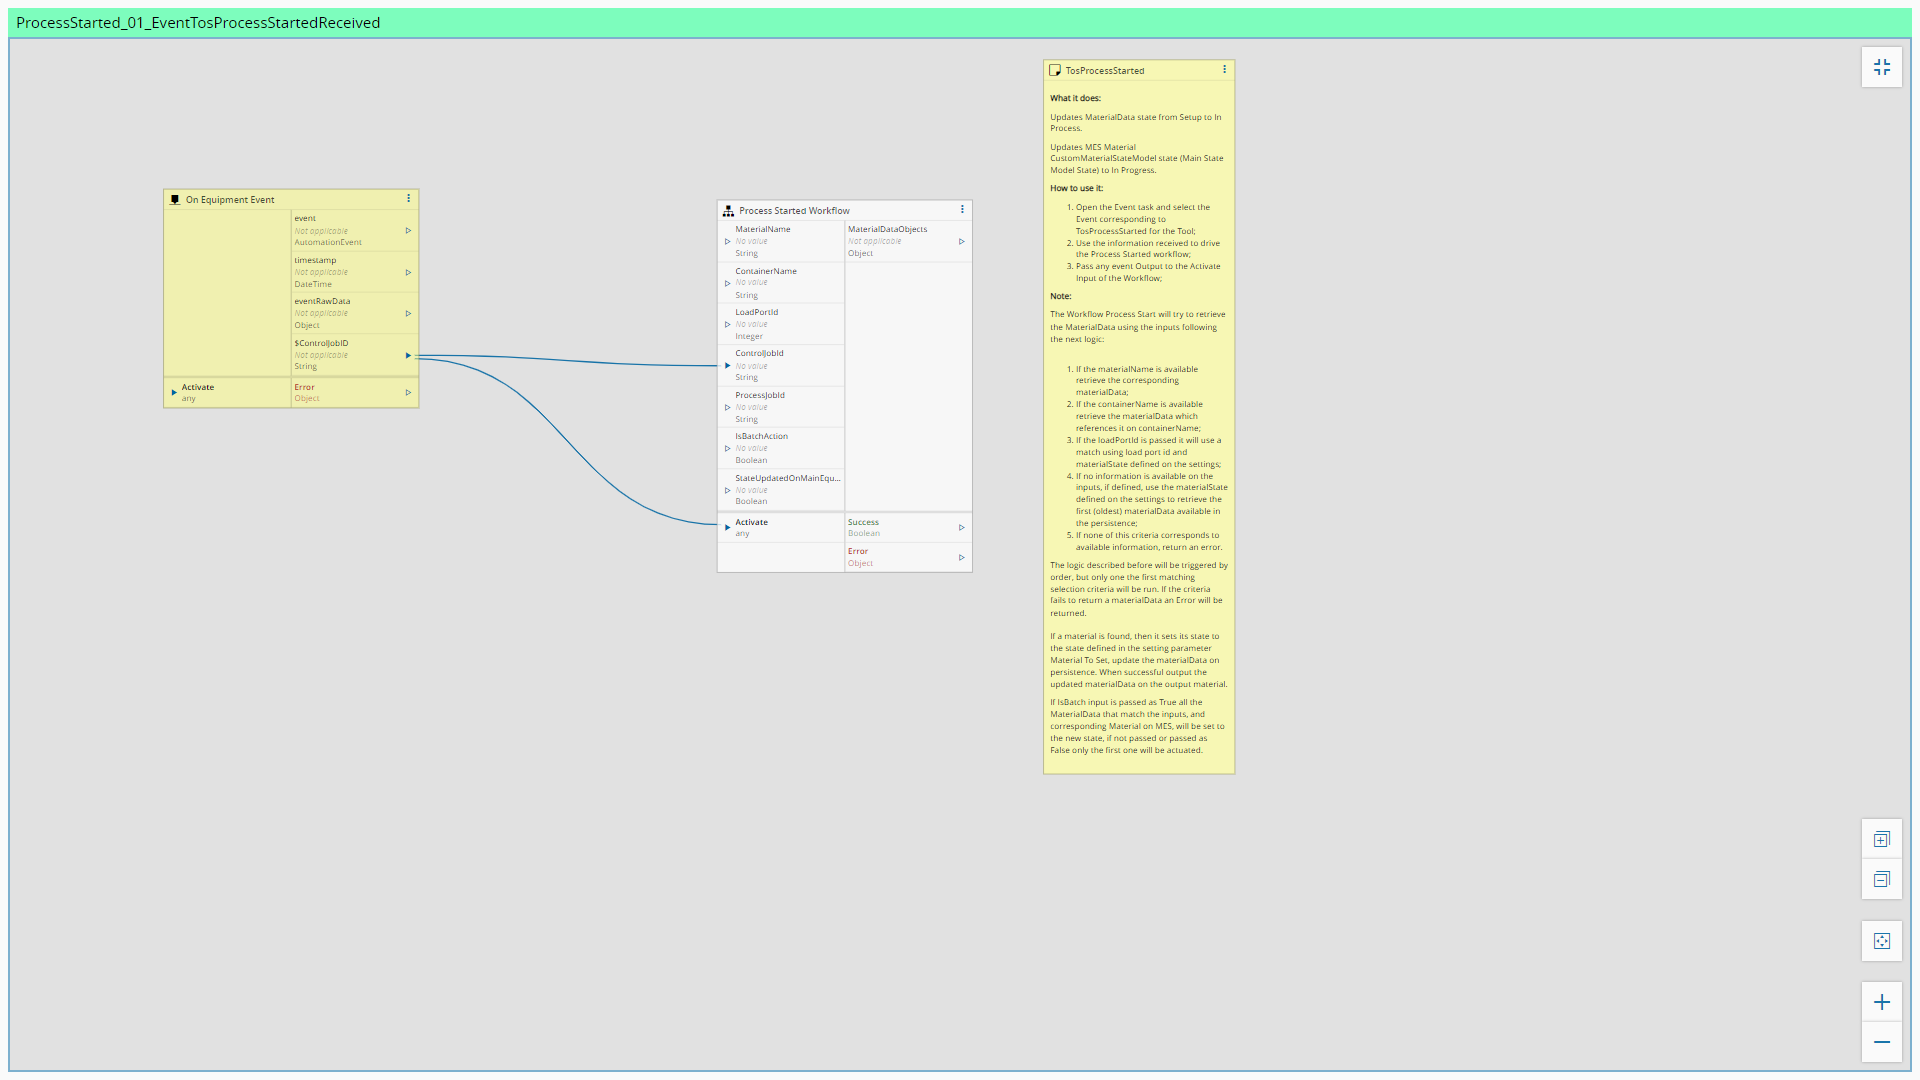 ProcessStarted_01_EventTosProcessStartedReceived
On Equipment Event
event
Not applicable
AutomationEvent
timestamp
Not applicable
DateTime
eventRawData
Not applicable
Object
$ControlJobID
Not applicable
String
Activate
any
Error
Object
Process Started Workflow
MaterialName
No value
String
ContainerName
No value
String
LoadPortId
No value
Integer
ControlJobId
No value
String
ProcessJobId
No value
String
IsBatchAction
No value
Boolean
StateUpdatedOnMainEqu...
No value
Boolean
MaterialDataObjects
Not applicable
Object
Activate
any
Success
Boolean
Error
Object
TosProcessStarted
What it does:
Updates MaterialData state from Setup to In
Process.
Updates MES Material
CustomMaterialStateModel state (Main State
Model State) to In Progress.
How to use it:
1. Open the Event task and select the
Event corresponding to
TosProcessStarted for the Tool;
2. Use the information received to drive
the Process Started workflow;
3. Pass any event Output to the Activate
Input of the Workflow;
Note:
The Workflow Process Start will try to retrieve
the MaterialData using the inputs following
the next logic:
1. If the materialName is available
retrieve the corresponding
materialData;
2. If the containerName is available
retrieve the materialData which
references it on containerName;
3. If the loadPortId is passed it will use a
match using load port id and
materialState defined on the settings;
4. If no information is available on the
inputs, if defined, use the materialState
defined on the settings to retrieve the
first (oldest) materialData available in
the persistence;
5. If none of this criteria corresponds to
available information, return an error.
The logic described before will be triggered by
order, but only one the first matching
selection criteria will be run. If the criteria
fails to return a materialData an Error will be
returned.
If a material is found, then it sets its state to
the state defined in the setting parameter
Material To Set, update the materialData on
persistence. When successful output the
updated materialData on the output material.
If IsBatch input is passed as True all the
MaterialData that match the inputs, and
corresponding Material on MES, will be set to
the new state, if not passed or passed as
False only the first one will be actuated.